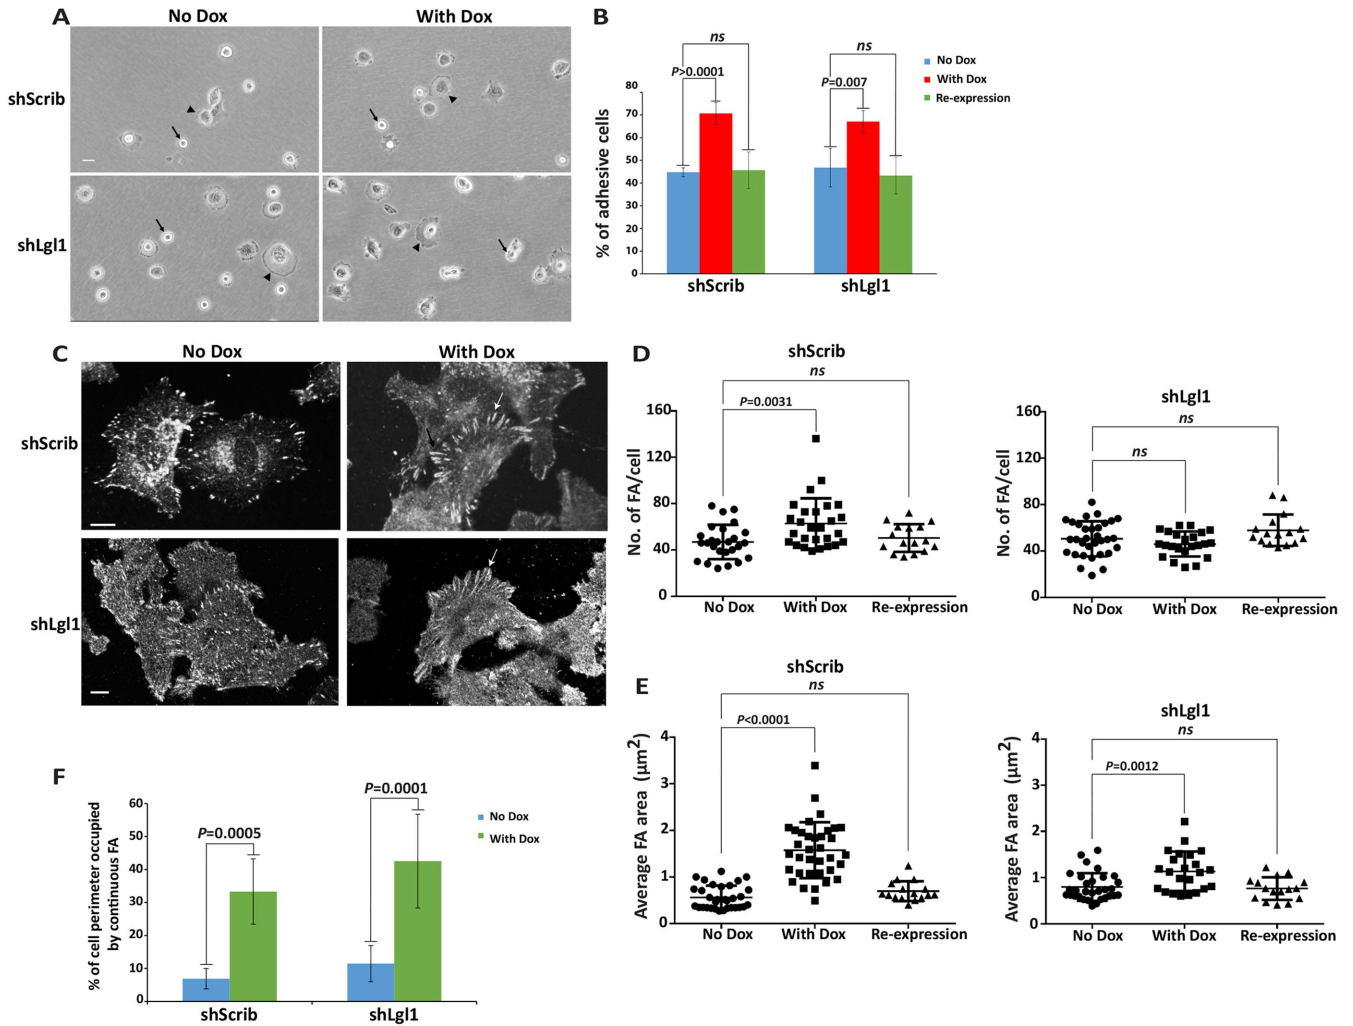 A
No Dox
With Dox
shScrib
shLgl1
B
ns
ns
P>0.0001
P=0.007
No Dox
With Dox
Re-expression
% of adhesive cells
80
70
60
50
40
30
20
10
0
shScrib
shLgl1
C
No Dox
With Dox
shScrib
shLgl1
D
shScrib
ns
P=0.0031
No. of FA/cell
160
120
80
40
0
No Dox
With Dox
Re-expression
shLgl1
ns
ns
No. of FA/cell
160
120
80
40
0
No Dox
With Dox
Re-expression
E
shScrib
ns
P<0.0001
Average FA area (µm²)
4
3
2
1
0
No Dox
With Dox
Re-expression
shLgl1
ns
P=0.0012
Average FA area (µm²)
4
3
2
1
0
No Dox
With Dox
Re-expression
F
P=0.0005
P=0.0001
No Dox
With Dox
% of cell perimeter occupied
by continuous FA
60
50
40
30
20
10
0
shScrib
shLgl1